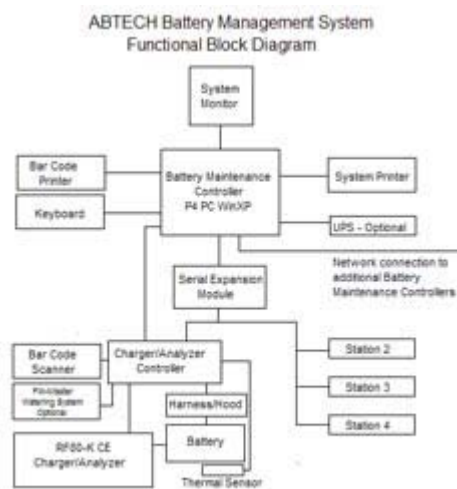 ABTECH Battery Management System
Functional Block Diagram
System
Monitor
Bar Code
Printer
Battery Maintenance
Controller
P4 PC WinXP
System Printer
Keyboard
UPS - Optional
Network connection to
additional Battery
Maintenance Controllers
Serial Expansion
Module
Bar Code
Scanner
Charger/Analyzer
Controller
Station 2
Watering System
Optional
Station 3
Harness/Hood
Station 4
RF80-K CE
Charger/Analyzer
Battery
Thermal Sensor